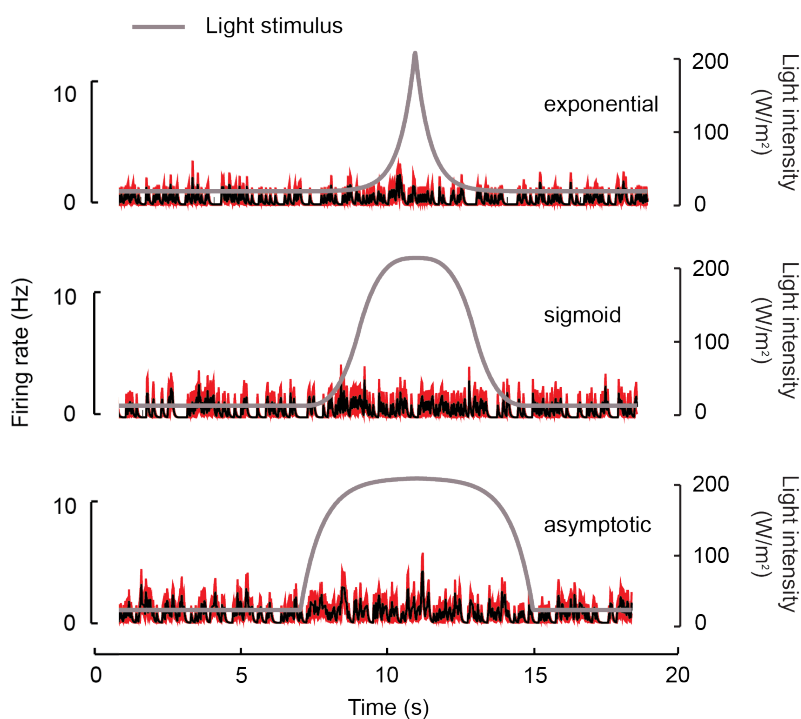 Light stimulus
10
0
exponential
200
100
0
Light intensity
(W/m²)
Firing rate (Hz)
10
0
sigmoid
200
100
0
Light intensity
(W/m²)
10
0
asymptotic
200
100
0
Light intensity
(W/m²)
0 5 10 15 20
Time (s)